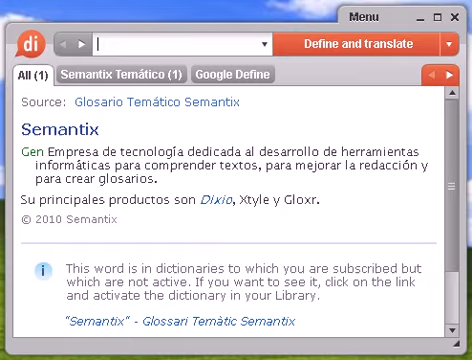 Menu
di
Define and translate
All (1) Semantix Temático (1) Google Define
Source: Glosario Temático Semantix
Semantix
Gen Empresa de tecnología dedicada al desarrollo de herramientas
informáticas para comprender textos, para mejorar la redacción y
para crear glosarios.
Su principales producto​s son Dixio, Xtyle y Gloxr.
© 2010 Semantix
i
This word is in dictionaries to which you are subscribed but
which are not active. If you want to see it, click on the link
and activate the dictionary in your Library.
"Semantix" - Glossari Temàtic Semantix